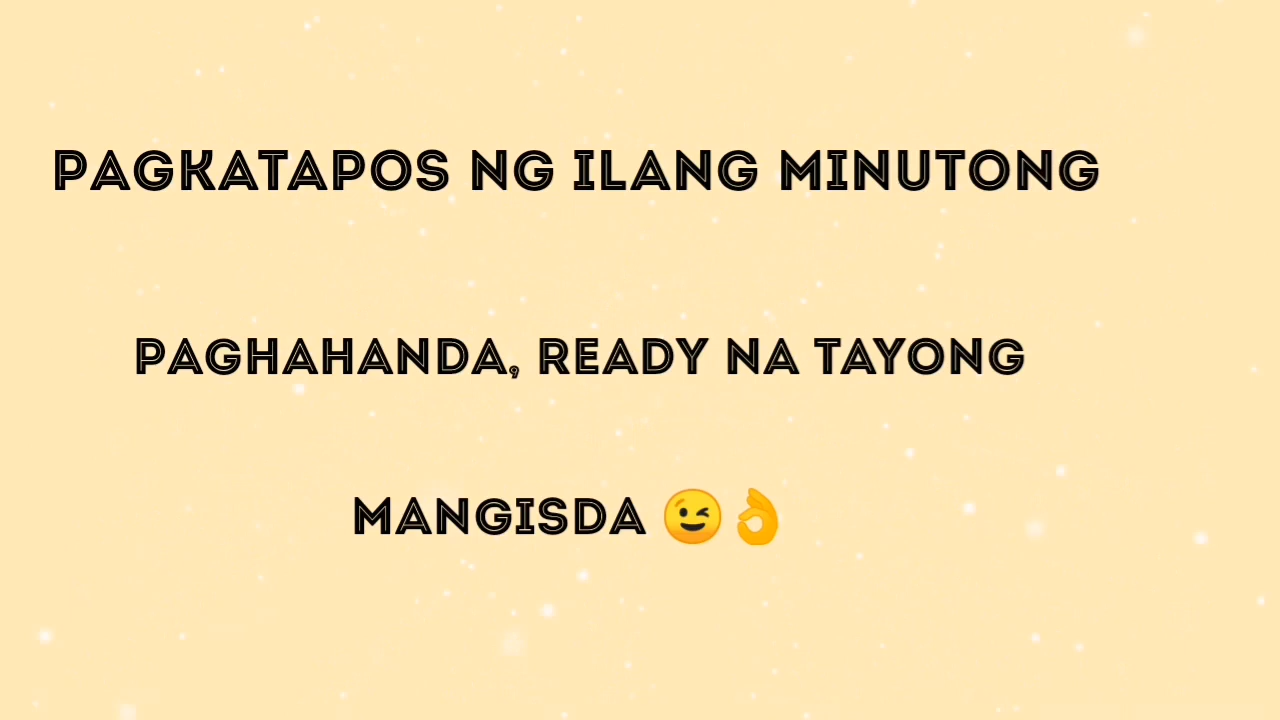 PAGKATAPOS NG ILANG MINUTONG
PAGHAHANDA, READY NA TAYONG
MANGISDA 😉👌